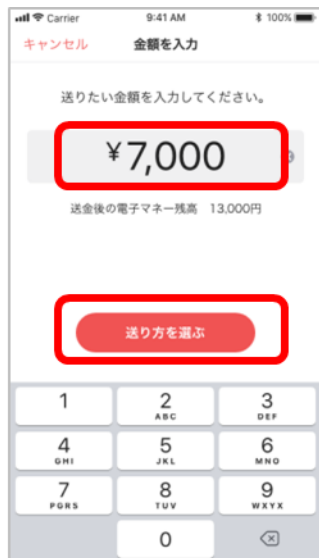 Carrier 9:41 AM 100%
キャンセル 金額を入力
送りたい金額を入力してください。
¥7,000
送金後の電子マネー残高 13,000円
送り方を選ぶ
1 2 3
ABC DEF
4 5 6
GHI JKL MNO
7 8 9
PQRS TUV WXYX
0